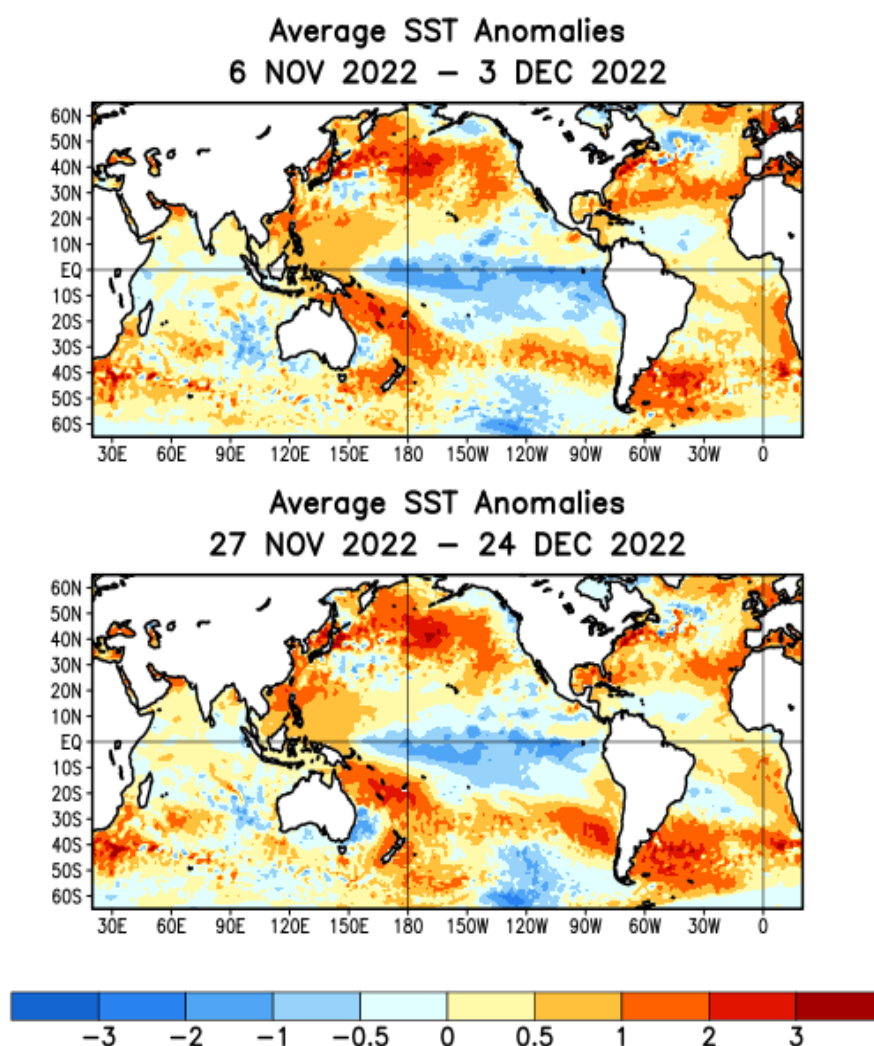 Average SST Anomalies
6 NOV 2022 – 3 DEC 2022
60N
50N
40N
30N
20N
10N
EQ
10S
20S
30S
40S
50S
60S
30E 60E 90E 120E 150E 180 150W 120W 90W 60W 30W 0
Average SST Anomalies
27 NOV 2022 – 24 DEC 2022
60N
50N
40N
30N
20N
10N
EQ
10S
20S
30S
40S
50S
60S
30E 60E 90E 120E 150E 180 150W 120W 90W 60W 30W 0
−3 −2 −1 −0.5 0 0.5 1 2 3